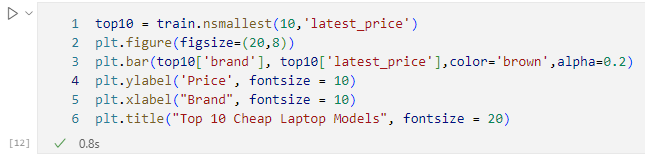 1 top10 = train.nsmallest(10,'latest_price')
2 plt.figure(figsize=(20,8))
3 plt.bar(top10['brand'], top10['latest_price'],color='brown',alpha=0.2)
4 plt.ylabel('Price', fontsize = 10)
5 plt.xlabel("Brand", fontsize = 10)
6 plt.title("Top 10 Cheap Laptop Models", fontsize = 20)
[12] 0.8s